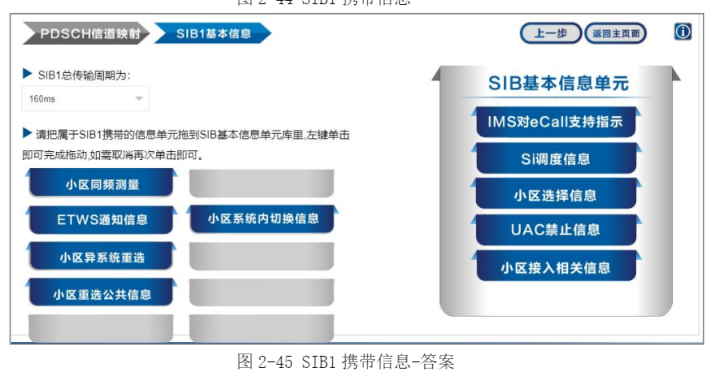 图 2-44 SIB1 携带信息
PDSCH信道映射 SIB1基本信息 上一步 返回主页面
SIB1总传输周期为：
160ms
请把属于SIB1携带的信息单元拖到SIB基本信息单元库里，左键单击
即可完成拖动，如需取消再次单击即可。
小区同频测量
ETWS通知信息 小区系统内切换信息
小区异系统重选
小区重选公共信息
SIB基本信息单元
IMS对eCall支持指示
Si调度信息
小区选择信息
UAC禁止信息
小区接入相关信息
图 2-45 SIB1 携带信息-答案